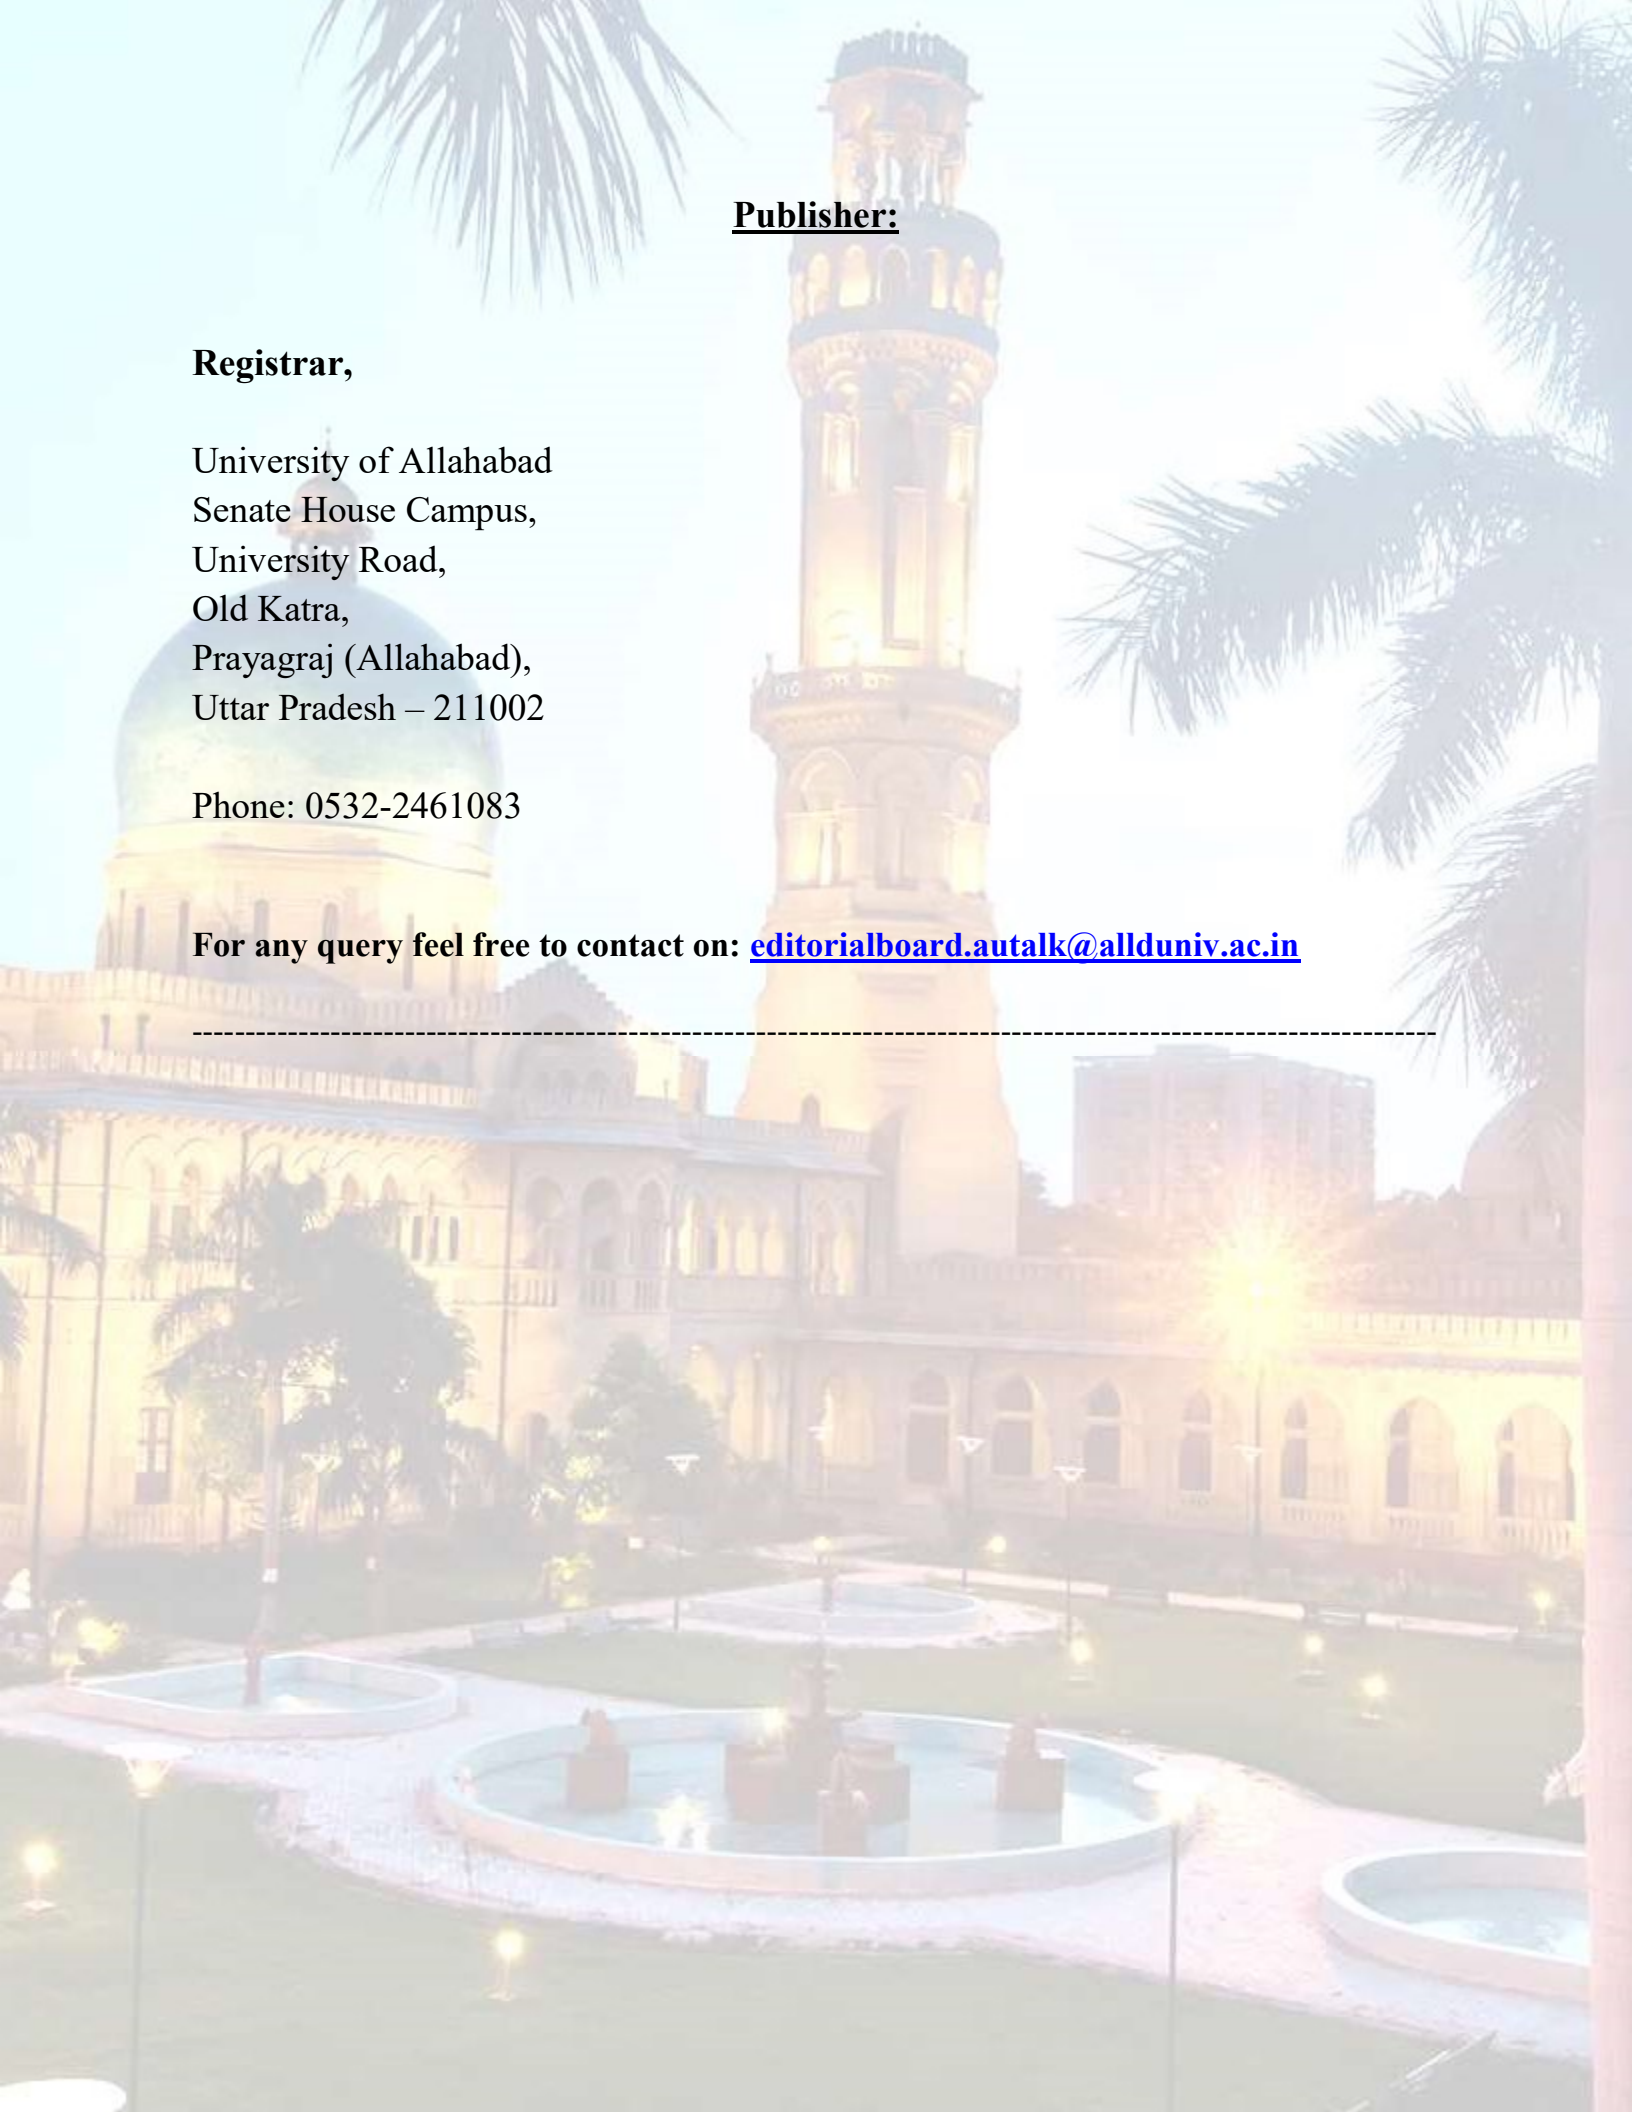 Publisher:
Registrar,
University of Allahabad
Senate House Campus,
University Road,
Old Katra,
Prayagraj (Allahabad),
Uttar Pradesh – 211002
Phone: 0532-2461083
For any query feel free to contact on: editorialboard.autalk@allduniv.ac.in
--------------------------------------------------------------------------------------------------------------------